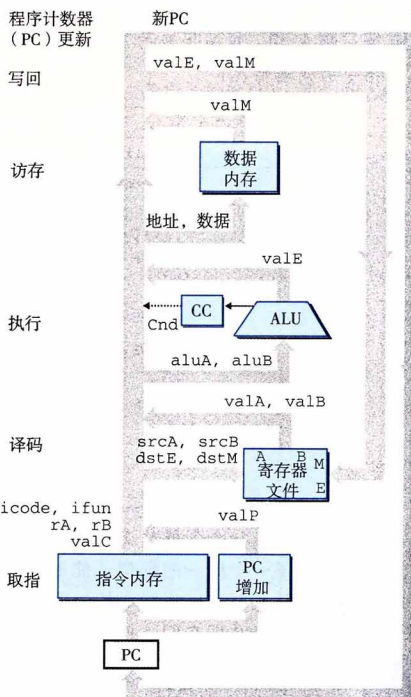 程序计数器
（PC）更新
新PC
写回
valE, valM
valM
访存
数据
内存
地址，数据
valE
执行
CC
ALU
Cnd
aluA, aluB
valA, valB
译码
srcA, srcB
dstE, dstM
A B
M
寄存器
文件
E
icode, ifun
rA, rB
valC
valP
取指
指令内存
PC
增加
PC